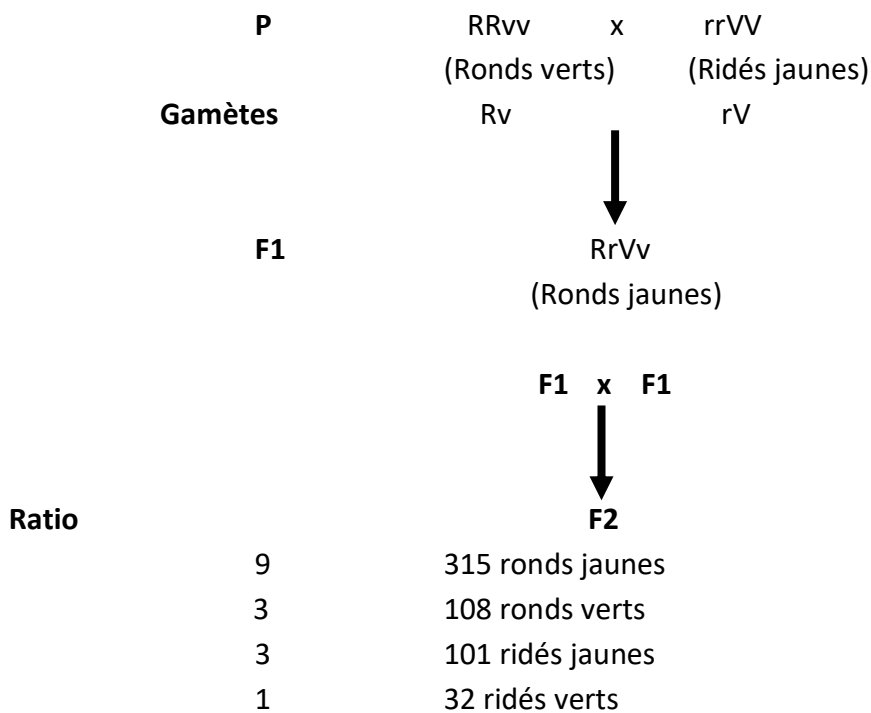 P RRvv x rrVV
(Ronds verts) (Ridés jaunes)
Gamètes Rv rV
F1 RrVv
(Ronds jaunes)
F1 x F1
Ratio F2
9 315 ronds jaunes
3 108 ronds verts
3 101 ridés jaunes
1 32 ridés verts